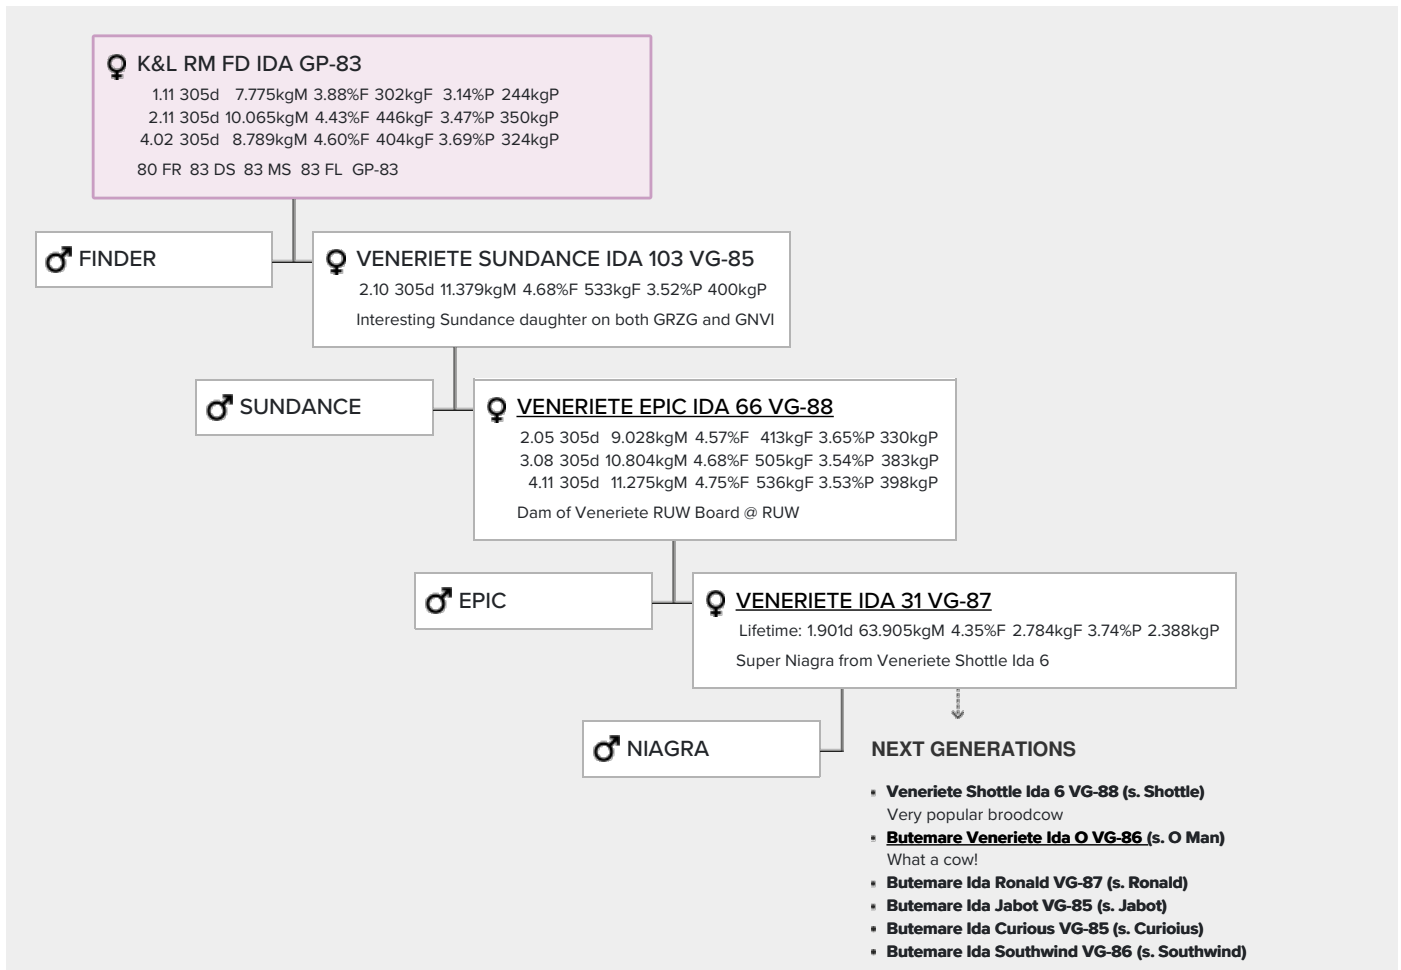 K&L RM FD IDA GP-83
1.11 305d 7.775kgM 3.88%F 302kgF 3.14%P 244kgP
2.11 305d 10.065kgM 4.43%F 446kgF 3.47%P 350kgP
4.02 305d 8.789kgM 4.60%F 404kgF 3.69%P 324kgP
80 FR 83 DS 83 MS 83 FL GP-83
FINDER
VENERIETE SUNDANCE IDA 103 VG-85
2.10 305d 11.379kgM 4.68%F 533kgF 3.52%P 400kgP
Interesting Sundance daughter on both GRZG and GNVI
SUNDANCE
VENERIETE EPIC IDA 66 VG-88
2.05 305d 9.028kgM 4.57%F 413kgF 3.65%P 330kgP
3.08 305d 10.804kgM 4.68%F 505kgF 3.54%P 383kgP
4.11 305d 11.275kgM 4.75%F 536kgF 3.53%P 398kgP
Dam of Veneriete RUW Board @ RUW
EPIC
VENERIETE IDA 31 VG-87
Lifetime: 1.901d 63.905kgM 4.35%F 2.784kgF 3.74%P 2.388kgP
Super Niagra from Veneriete Shottle Ida 6
NIAGRA
NEXT GENERATIONS
Veneriete Shottle Ida 6 VG-88 (s. Shottle)
Very popular broodcow
Butemare Veneriete Ida O VG-86 (s. O Man)
What a cow!
Butemare Ida Ronald VG-87 (s. Ronald)
Butemare Ida Jabot VG-85 (s. Jabot)
Butemare Ida Curious VG-85 (s. Curioius)
Butemare Ida Southwind VG-86 (s. Southwind)